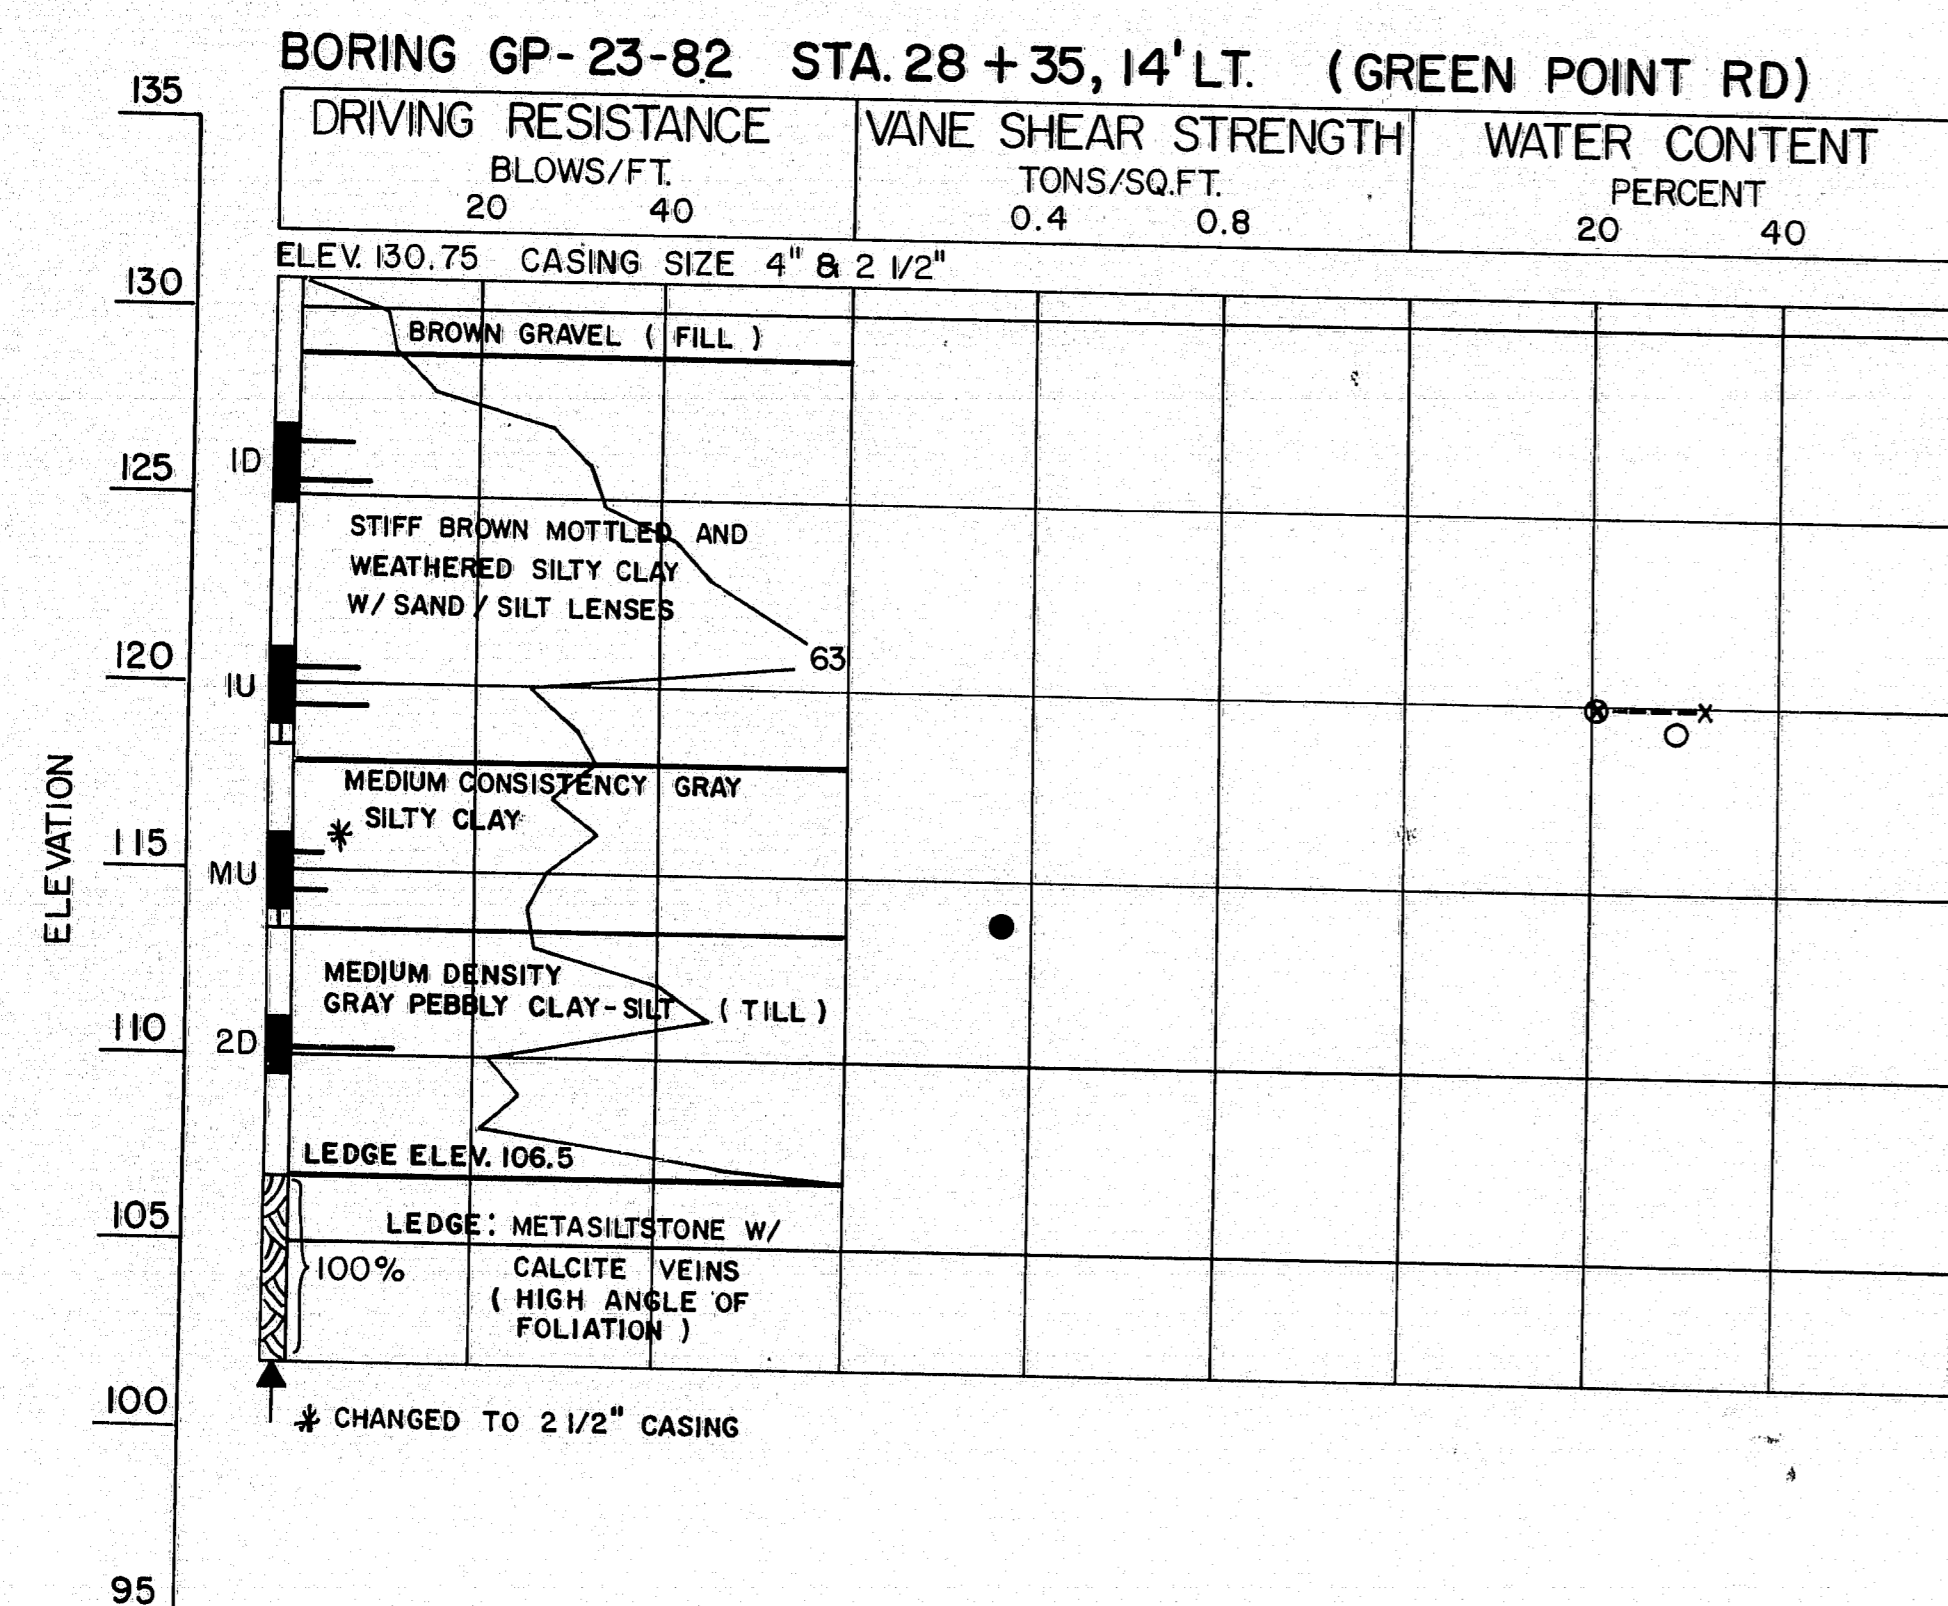 BORING GP-23-82 STA. 28 + 35, 14' LT. (GREEN POINT RD)
135
DRIVING RESISTANCE
BLOWS/FT.
20 40
VANE SHEAR STRENGTH
TONS/SQ.FT.
0.4 0.8
WATER CONTENT
PERCENT
20 40
ELEV. 130.75 CASING SIZE 4" & 2 1/2"
130
BROWN GRAVEL ( FILL )
125
1D
STIFF BROWN MOTTLED AND
WEATHERED SILTY CLAY
W/ SAND / SILT LENSES
120
63
1U
MEDIUM CONSISTENCY GRAY
SILTY CLAY
*
115
MU
ELEVATION
MEDIUM DENSITY
GRAY PEBBLY CLAY-SILT ( TILL )
110
2D
LEDGE ELEV. 106.5
105
LEDGE: METASILTSTONE W/
CALCITE VEINS
( HIGH ANGLE OF
FOLIATION )
100%
100
* CHANGED TO 2 1/2" CASING
95